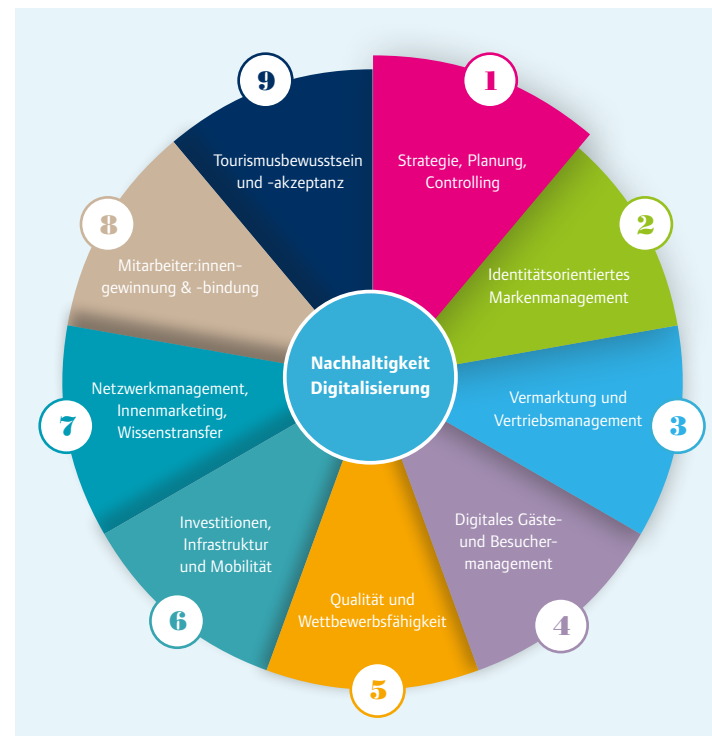 1
Strategie, Planung,
Controlling
2
Identitätsorientiertes
Markenmanagement
3
Vermarktung und
Vertriebsmanagement
4
Digitales Gäste-
und Besucher-
management
5
Qualität und
Wettbewerbsfähigkeit
6
Investitionen,
Infrastruktur
und Mobilität
7
Netzwerkmanagement,
Innenmarketing,
Wissenstransfer
8
Mitarbeiter:innen-
gewinnung & -bindung
9
Tourismusbewusstsein
und -akzeptanz
Nachhaltigkeit
Digitalisierung